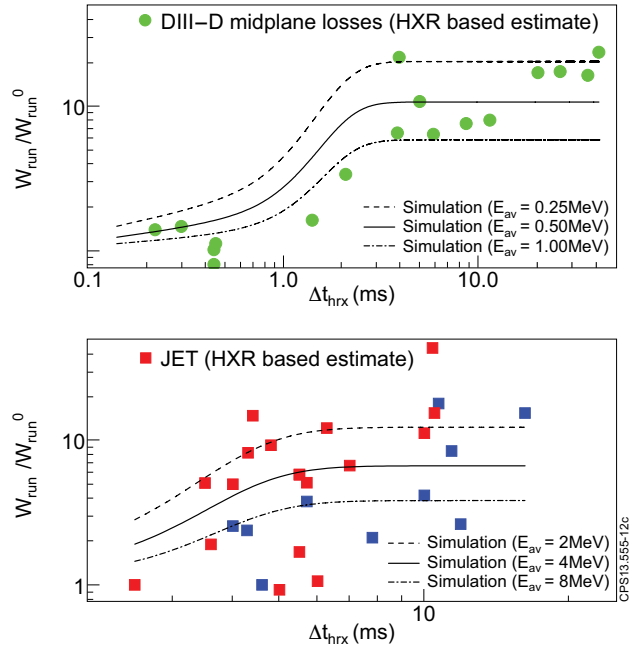 DIII–D midplane losses (HXR based estimate)
W_run /W_run^0
10
1
Simulation (E_av = 0.25MeV)
Simulation (E_av = 0.50MeV)
Simulation (E_av = 1.00MeV)
0.1
1.0
10.0
Δt_hrx (ms)
JET (HXR based estimate)
W_run /W_run^0
10
1
Simulation (E_av = 2MeV)
Simulation (E_av = 4MeV)
Simulation (E_av = 8MeV)
10
Δt_hrx (ms)
CPS13.555-12c